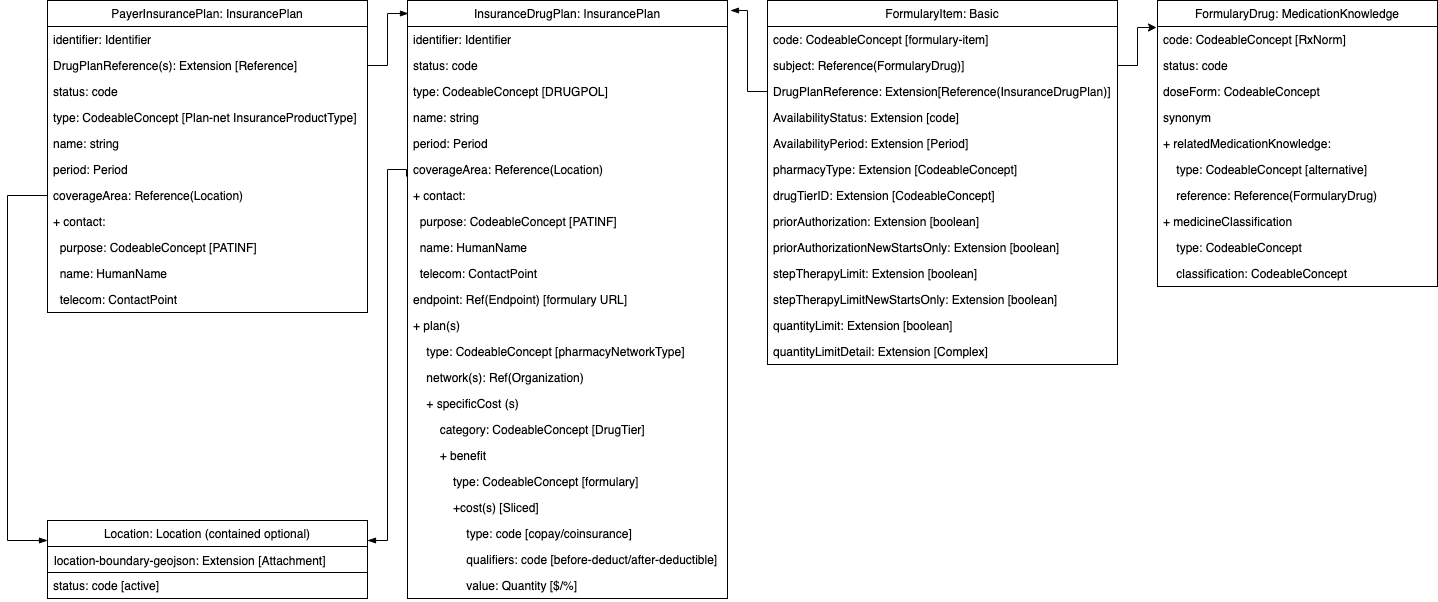 PayerInsurancePlan: InsurancePlan
identifier: Identifier
DrugPlanReference(s): Extension [Reference]
status: code
type: CodeableConcept [Plan-net InsuranceProductType]
name: string
period: Period
coverageArea: Reference(Location)
+ contact:
purpose: CodeableConcept [PATINF]
name: HumanName
telecom: ContactPoint
Location: Location (contained optional)
location-boundary-geojson: Extension [Attachment]
status: code [active]
InsuranceDrugPlan: InsurancePlan
identifier: Identifier
status: code
type: CodeableConcept [DRUGPOL]
name: string
period: Period
coverageArea: Reference(Location)
+ contact:
purpose: CodeableConcept [PATINF]
name: HumanName
telecom: ContactPoint
endpoint: Ref(Endpoint) [formulary URL]
+ plan(s)
type: CodeableConcept [pharmacyNetworkType]
network(s): Ref(Organization)
+ specificCost (s)
category: CodeableConcept [DrugTier]
+ benefit
type: CodeableConcept [formulary]
+cost(s) [Sliced]
type: code [copay/coinsurance]
qualifiers: code [before-deduct/after-deductible]
value: Quantity [$/%]
FormularyItem: Basic
code: CodeableConcept [formulary-item]
subject: Reference(FormularyDrug)]
DrugPlanReference: Extension[Reference(InsuranceDrugPlan)]
AvailabilityStatus: Extension [code]
AvailabilityPeriod: Extension [Period]
pharmacyType: Extension [CodeableConcept]
drugTierID: Extension [CodeableConcept]
priorAuthorization: Extension [boolean]
priorAuthorizationNewStartsOnly: Extension [boolean]
stepTherapyLimit: Extension [boolean]
stepTherapyLimitNewStartsOnly: Extension [boolean]
quantityLimit: Extension [boolean]
quantityLimitDetail: Extension [Complex]
FormularyDrug: MedicationKnowledge
code: CodeableConcept [RxNorm]
status: code
doseForm: CodeableConcept
synonym
+ relatedMedicationKnowledge:
type: CodeableConcept [alternative]
reference: Reference(FormularyDrug)
+ medicineClassification
type: CodeableConcept
classification: CodeableConcept